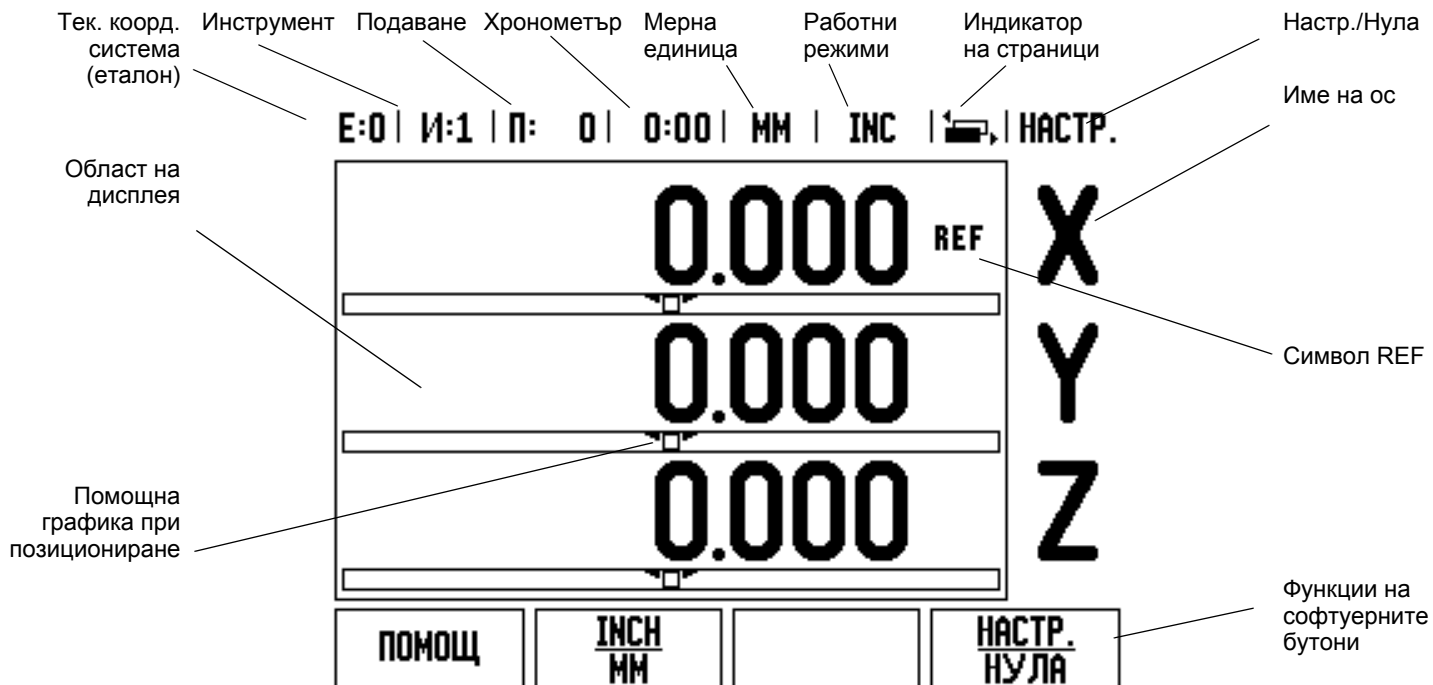 Тек. коорд.
система
(еталон)
Инструмент
Подаване
Хронометър
Мерна
единица
Работни
режими
Индикатор
на страници
Настр./Нула
Име на ос
E:0 | И:1 | П: 0 | 0:00 | MM | INC | НАСТР.
Област на
дисплея
0.000 REF X
0.000 Y
Символ REF
0.000 Z
Помощна
графика при
позициониране
Функции на
софтуерните
бутони
ПОМОЩ
INCH
MM
НАСТР.
НУЛА